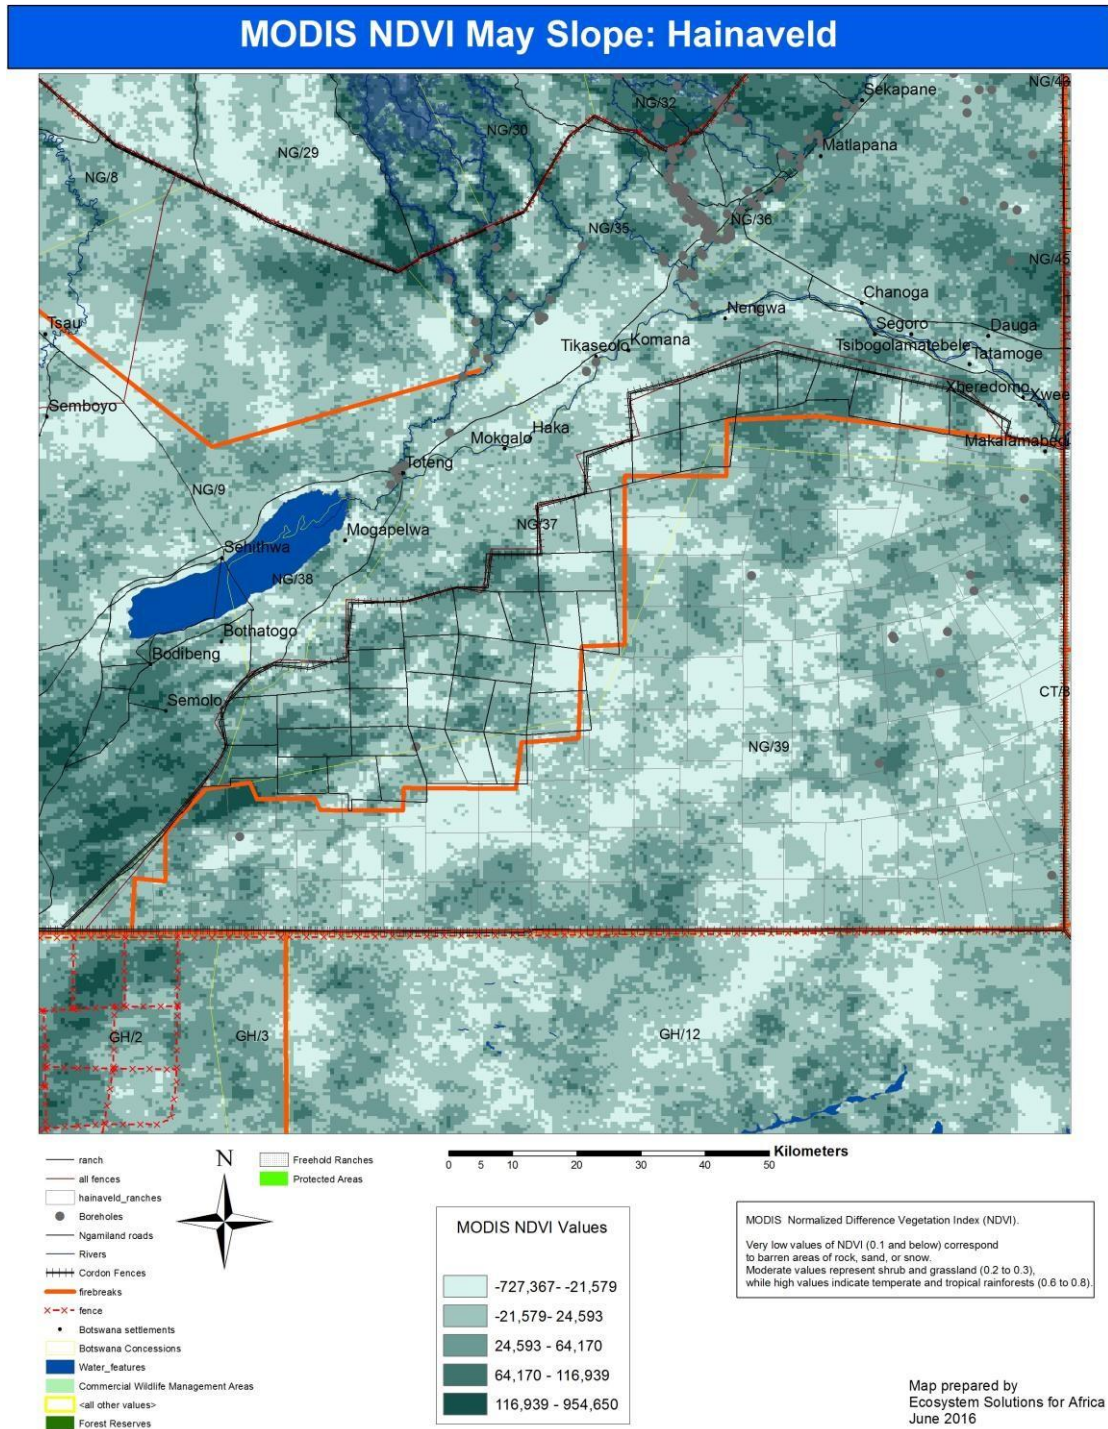 MODIS NDVI May Slope: Hainaveld
NG/43
Sekapane
NG/32
NG/30
Matlapana
NG/29
NG/8
NG/36
NG/35
NG/45
Chanoga
Nengwa
Tsau
Segoro
Dauga
Tsibogolamatebele
Komana
Tikaseolo
Tatamoge
Xheredomo
Xwee
Semboyo
Haka
Mokgalo
Makalamabedi
Toteng
NG/9
NG/37
Mogapelwa
Sehithwa
NG/38
Bothatogo
Bodibeng
Semolo
CT/8
NG/39
GH/2
GH/3
GH/12
ranch
all fences
hainaveld_ranches
Boreholes
Ngamiland roads
Rivers
Cordon Fences
firebreaks
fence
Botswana settlements
Botswana Concessions
Water_features
Commercial Wildlife Management Areas
<all other values>
Forest Reserves
N
Freehold Ranches
Protected Areas
Kilometers
0 5 10 20 30 40 50
MODIS NDVI Values
-727,367- -21,579
-21,579- 24,593
24,593 - 64,170
64,170 - 116,939
116,939 - 954,650
MODIS Normalized Difference Vegetation Index (NDVI).
Very low values of NDVI (0.1 and below) correspond
to barren areas of rock, sand, or snow.
Moderate values represent shrub and grassland (0.2 to 0.3),
while high values indicate temperate and tropical rainforests (0.6 to 0.8).
Map prepared by
Ecosystem Solutions for Africa
June 2016